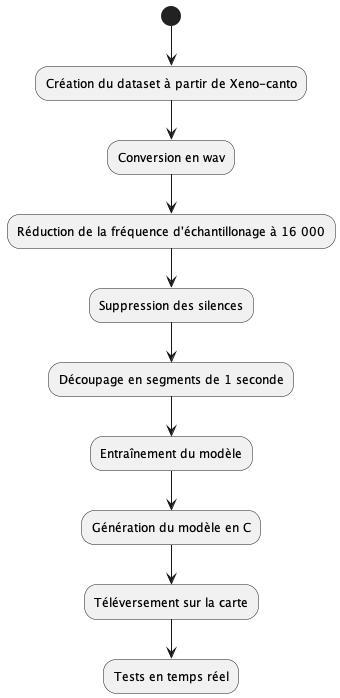 Création du dataset à partir de Xeno-canto
Conversion en wav
Réduction de la fréquence d'échantillonage à 16 000
Suppression des silences
Découpage en segments de 1 seconde
Entraînement du modèle
Génération du modèle en C
Téléversement sur la carte
Tests en temps réel